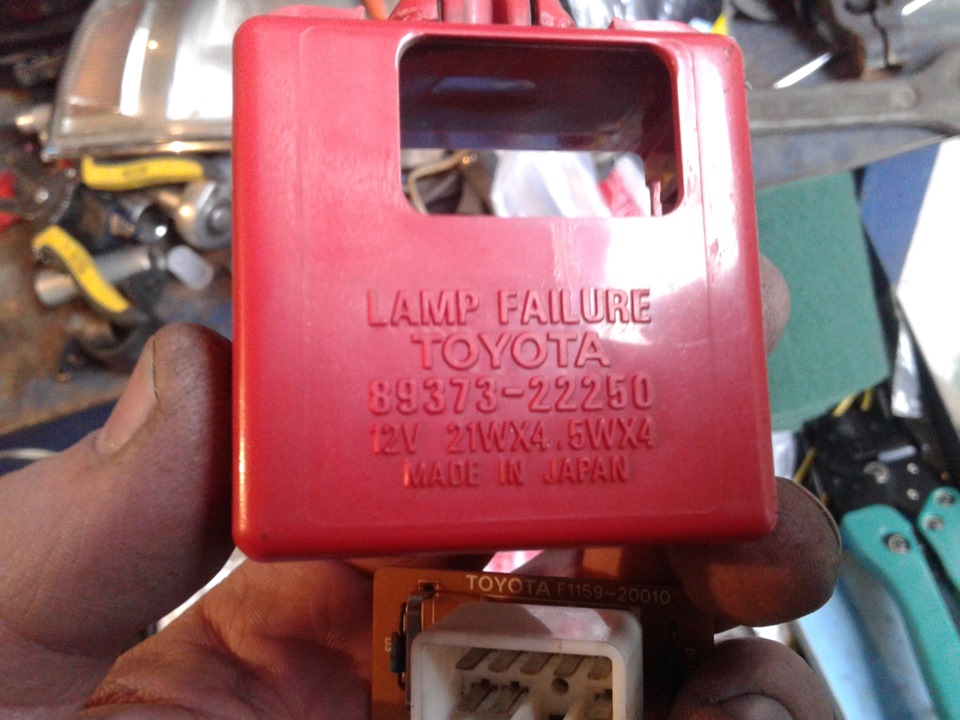 LAMP FAILURE
TOYOTA
89373-22250
12V 21WX4.5WX4
MADE IN JAPAN
TOYOTA F1159-20010